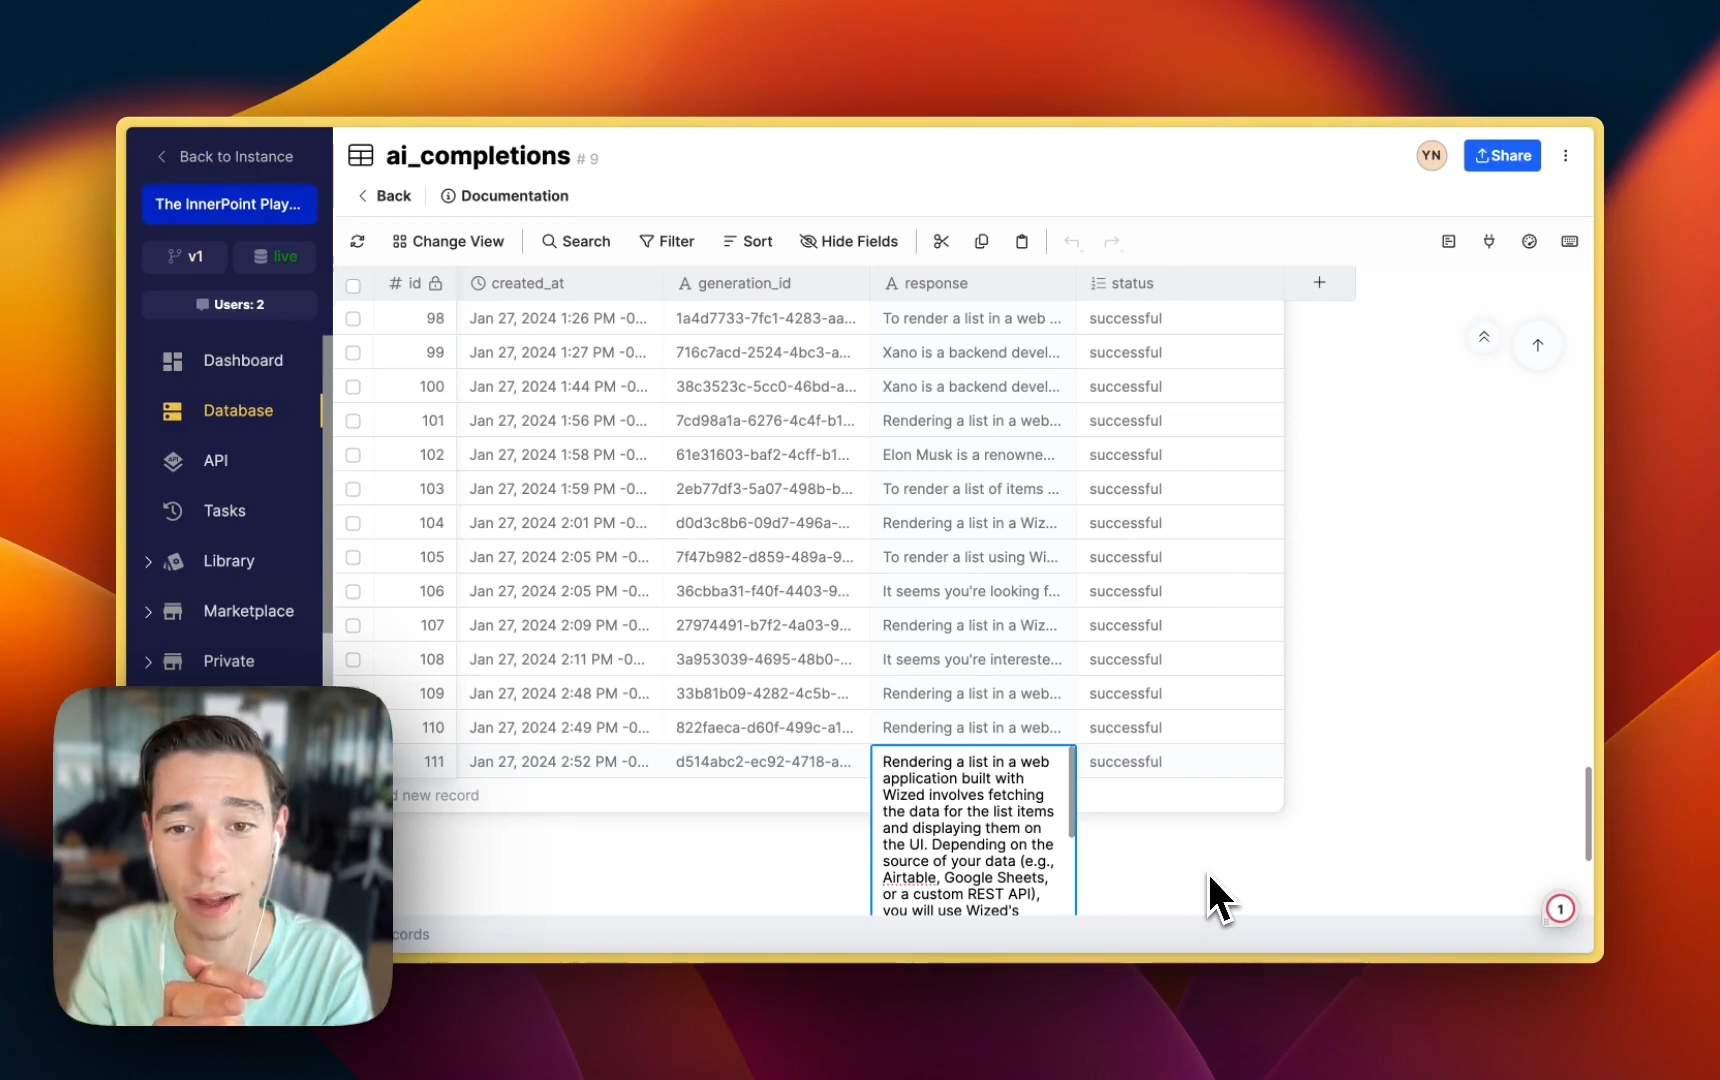 Back to Instance
The InnerPoint Play...
v1
live
Users: 2
Dashboard
Database
API
Tasks
Library
Marketplace
Private
ai_completions # 9
YN
Share
Back
Documentation
Change View
Search
Filter
Sort
Hide Fields
# id created_at generation_id response status +
98 Jan 27, 2024 1:26 PM -0... 1a4d7733-7fc1-4283-aa... To render a list in a web ... successful
99 Jan 27, 2024 1:27 PM -0... 716c7acd-2524-4bc3-a... Xano is a backend devel... successful
100 Jan 27, 2024 1:44 PM -0... 38c3523c-5cc0-46bd-a... Xano is a backend devel... successful
101 Jan 27, 2024 1:56 PM -0... 7cd98a1a-6276-4c4f-b1... Rendering a list in a web... successful
102 Jan 27, 2024 1:58 PM -0... 61e31603-baf2-4cff-b1... Elon Musk is a renowne... successful
103 Jan 27, 2024 1:59 PM -0... 2eb77df3-5a07-498b-b... To render a list of items ... successful
104 Jan 27, 2024 2:01 PM -0... d0d3c8b6-09d7-496a-... Rendering a list in a Wiz... successful
105 Jan 27, 2024 2:05 PM -0... 7f47b982-d859-489a-9... To render a list using Wi... successful
106 Jan 27, 2024 2:05 PM -0... 36cbba31-f40f-4403-9... It seems you're looking f... successful
107 Jan 27, 2024 2:09 PM -0... 27974491-b7f2-4a03-9... Rendering a list in a Wiz... successful
108 Jan 27, 2024 2:11 PM -0... 3a953039-4695-48b0-... It seems you're intereste... successful
109 Jan 27, 2024 2:48 PM -0... 33b81b09-4282-4c5b-... Rendering a list in a web... successful
110 Jan 27, 2024 2:49 PM -0... 822faeca-d60f-499c-a1... Rendering a list in a web... successful
111 Jan 27, 2024 2:52 PM -0... d514abc2-ec92-4718-a... successful
Rendering a list in a web
application built with
Wized involves fetching
the data for the list items
and displaying them on
the UI. Depending on the
source of your data (e.g.,
Airtable, Google Sheets,
or a custom REST API),
you will use Wized's
d new record
cords
1